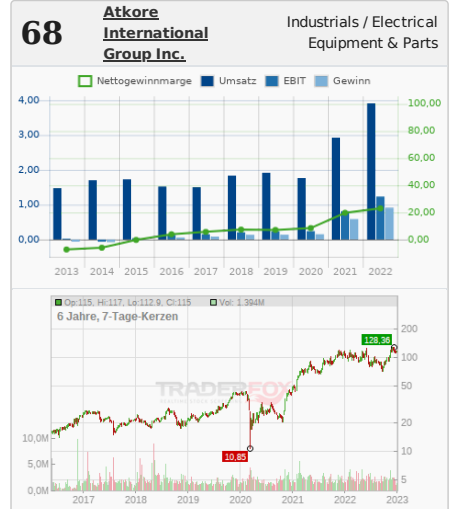 68
Atkore
International
Group Inc.
Industrials / Electrical
Equipment & Parts
Nettogewinnmarge Umsatz EBIT Gewinn
4,00 100,00
3,00 80,00
60,00
2,00 40,00
1,00 20,00
0,00 0,00
2013 2014 2015 2016 2017 2018 2019 2020 2021 2022
Op:115, Hi:117, Lo:112.9, Cl:115 Vol: 1.394M
6 Jahre, 7-Tage-Kerzen
128,36
200
100
TRADERFOX
50
20
10,0M
10,85
10
5,0M
5
0,0M
2017 2018 2019 2020 2021 2022 2023